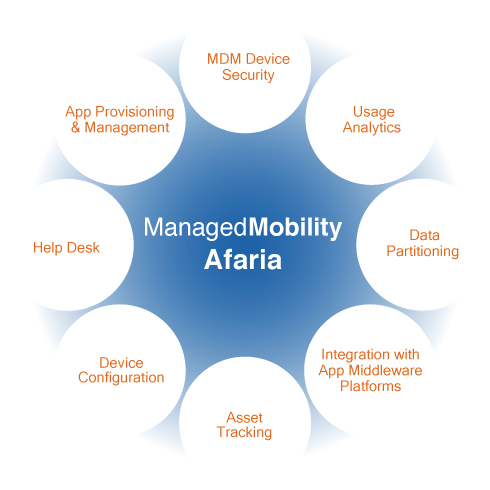 MDM Device
Security
Usage
Analytics
Data
Partitioning
Integration with
App Middleware
Platforms
Asset
Tracking
Device
Configuration
Help Desk
App Provisioning
& Management
ManagedMobility
Afaria